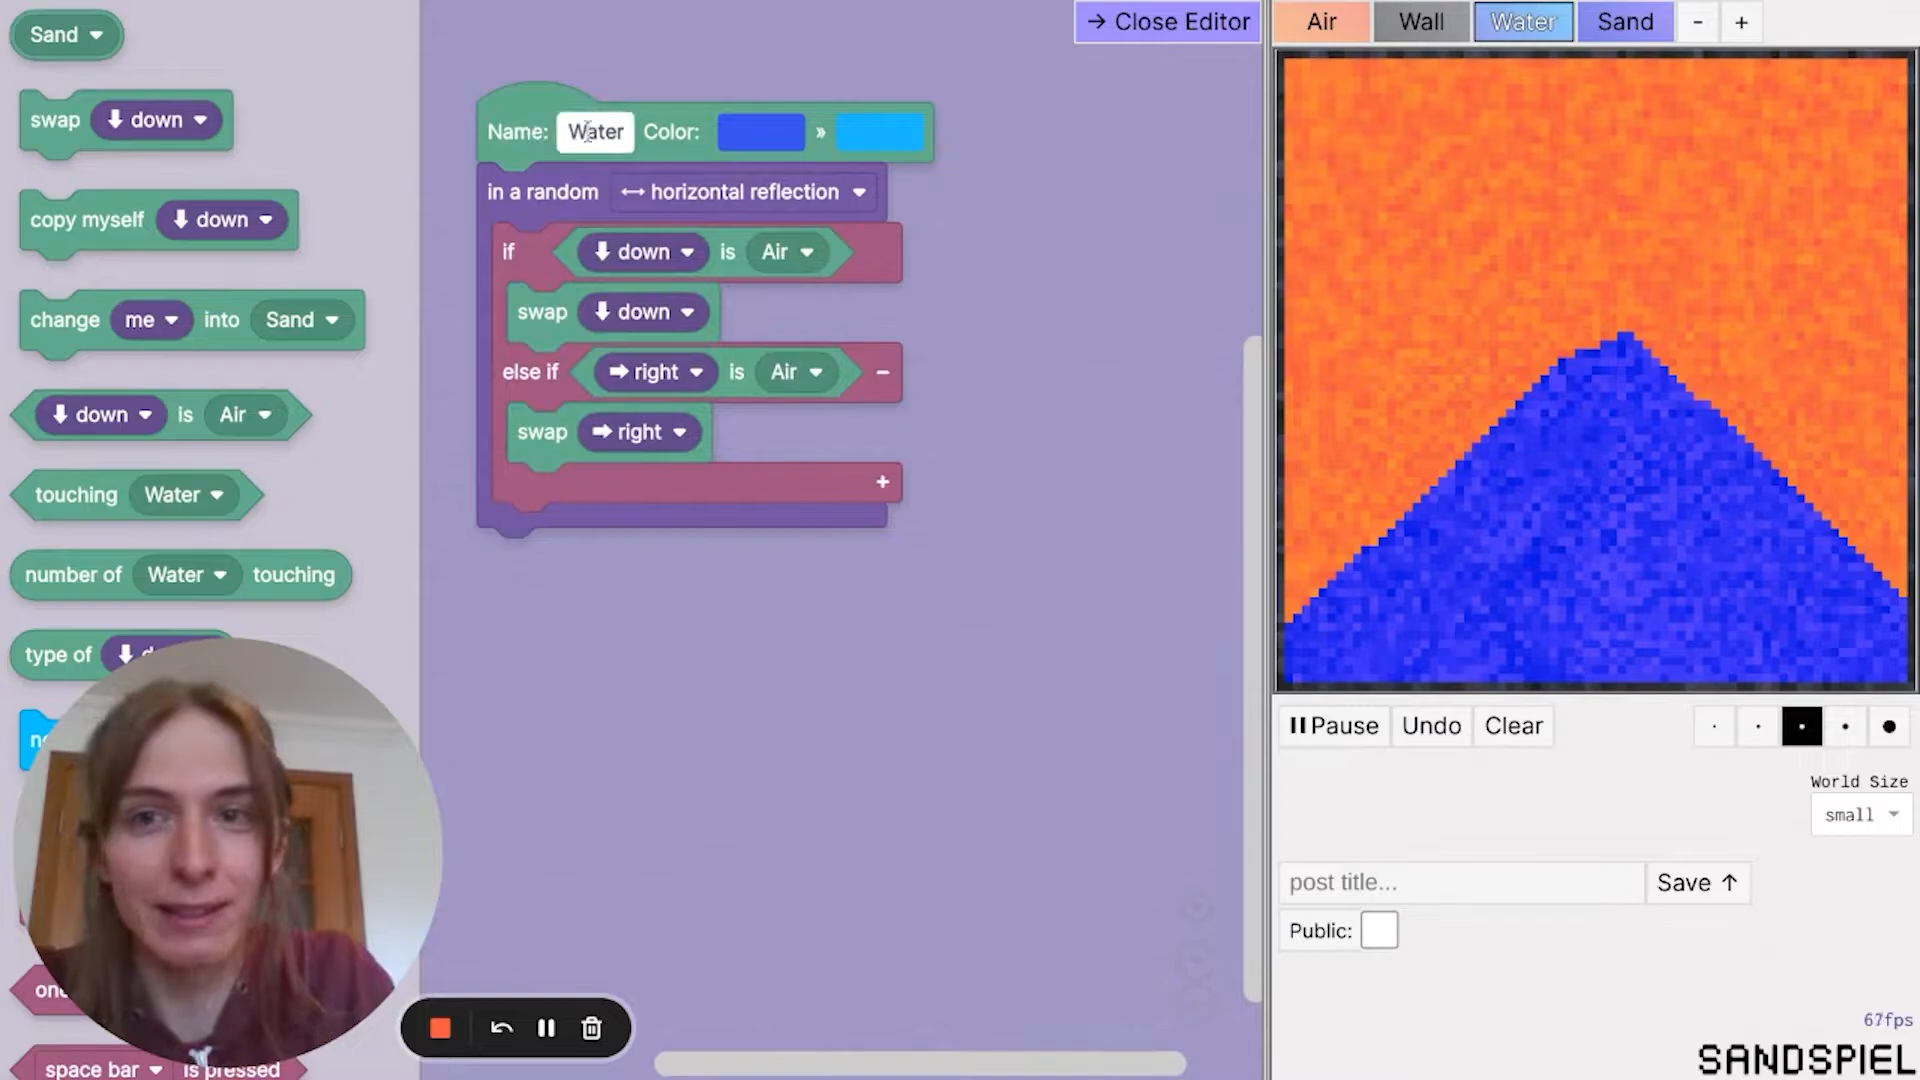 Sand
swap down
copy myself down
change me into Sand
down is Air
touching Water
number of Water touching
type of
space bar is pressed
→ Close Editor
Name: Water Color: »
in a random ↔ horizontal reflection
if down is Air
swap down
else if right is Air −
swap right
+
Air Wall Water Sand - +
Pause Undo Clear
World Size
small
post title... Save ↑
Public:
67fps
SANDSPIEL